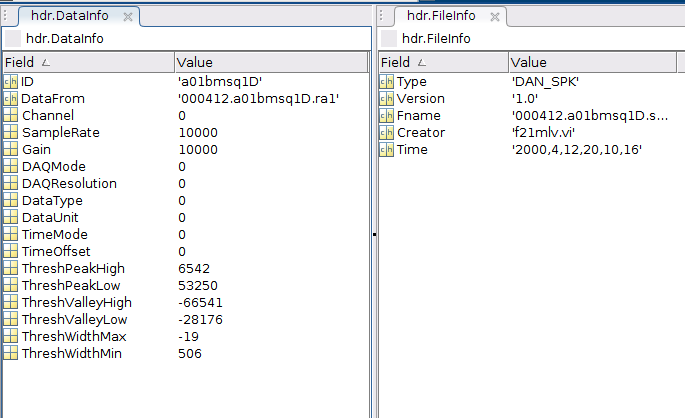 hdr.DataInfo
hdr.DataInfo
Field Value
ID 'a01bmsq1D'
DataFrom '000412.a01bmsq1D.ra1'
Channel 0
SampleRate 10000
Gain 10000
DAQMode 0
DAQResolution 0
DataType 0
DataUnit 0
TimeMode 0
TimeOffset 0
ThreshPeakHigh 6542
ThreshPeakLow 53250
ThreshValleyHigh -66541
ThreshValleyLow -28176
ThreshWidthMax -19
ThreshWidthMin 506
hdr.FileInfo
hdr.FileInfo
Field Value
Type 'DAN_SPK'
Version '1.0'
Fname '000412.a01bmsq1D.s...
Creator 'f21mlv.vi'
Time '2000,4,12,20,10,16'